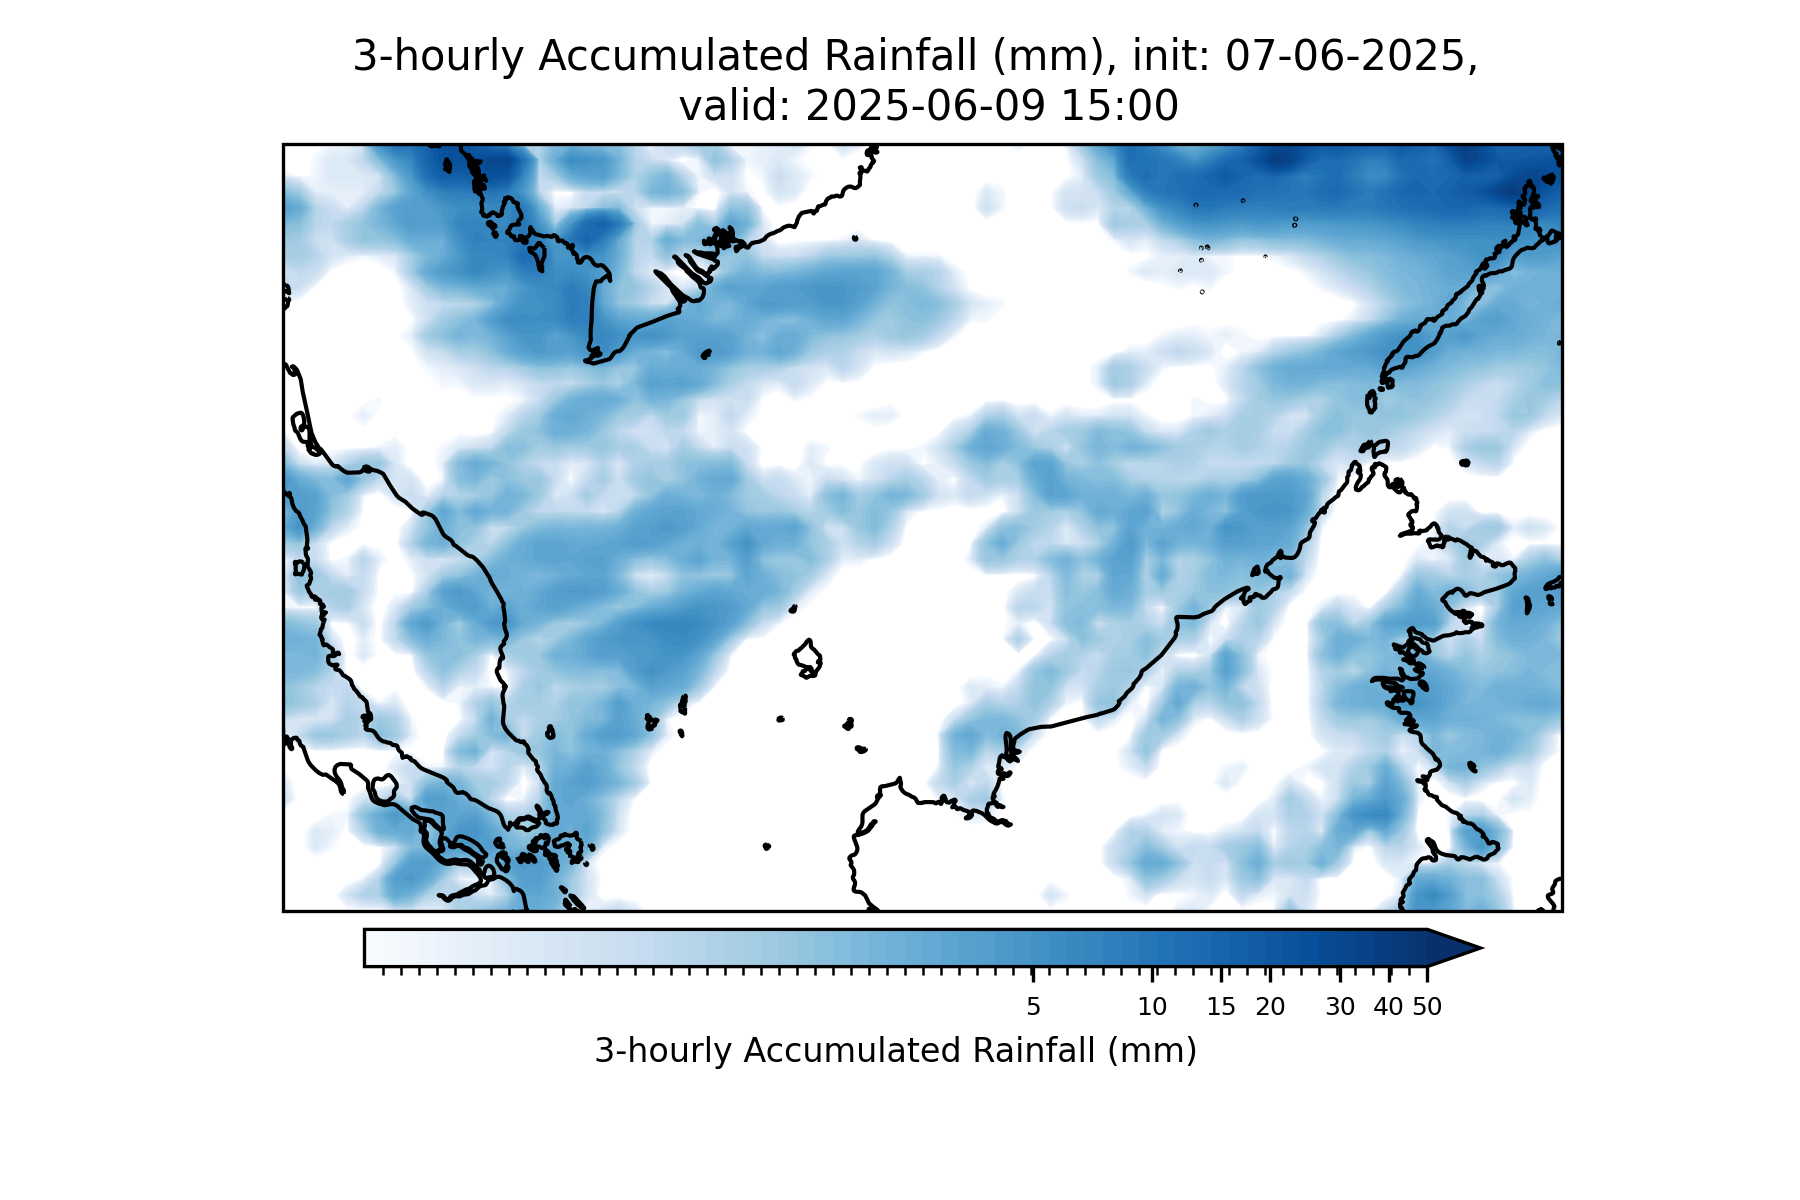 3-hourly Accumulated Rainfall (mm), init: 07-06-2025,
valid: 2025-06-09 15:00
5 10 15 20 30 40 50
3-hourly Accumulated Rainfall (mm)